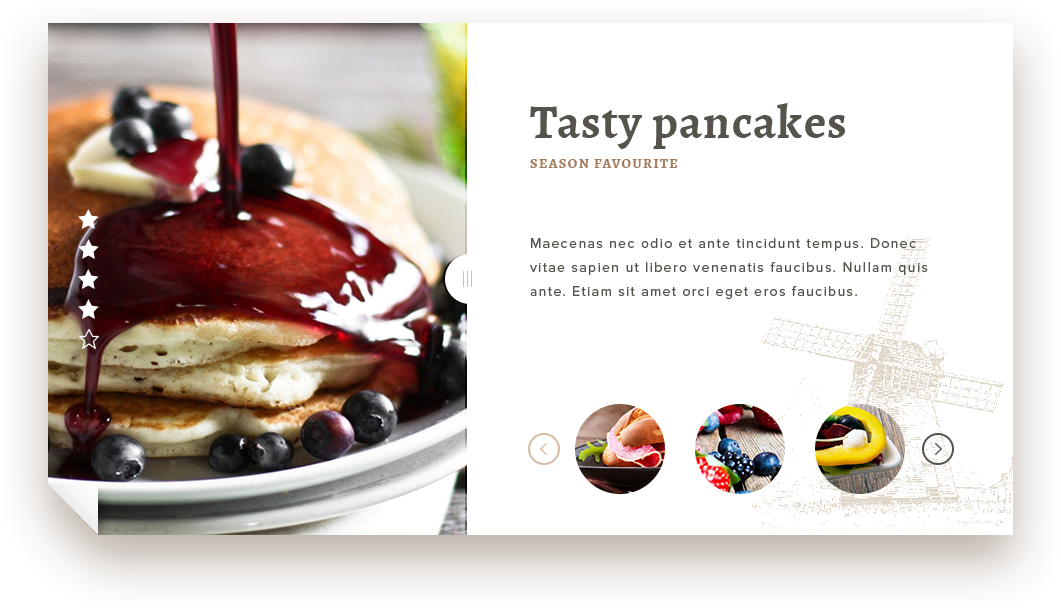 Tasty pancakes
SEASON FAVOURITE
Maecenas nec odio et ante tincidunt tempus. Donec
vitae sapien ut libero venenatis faucibus. Nullam quis
ante. Etiam sit amet orci eget eros faucibus.